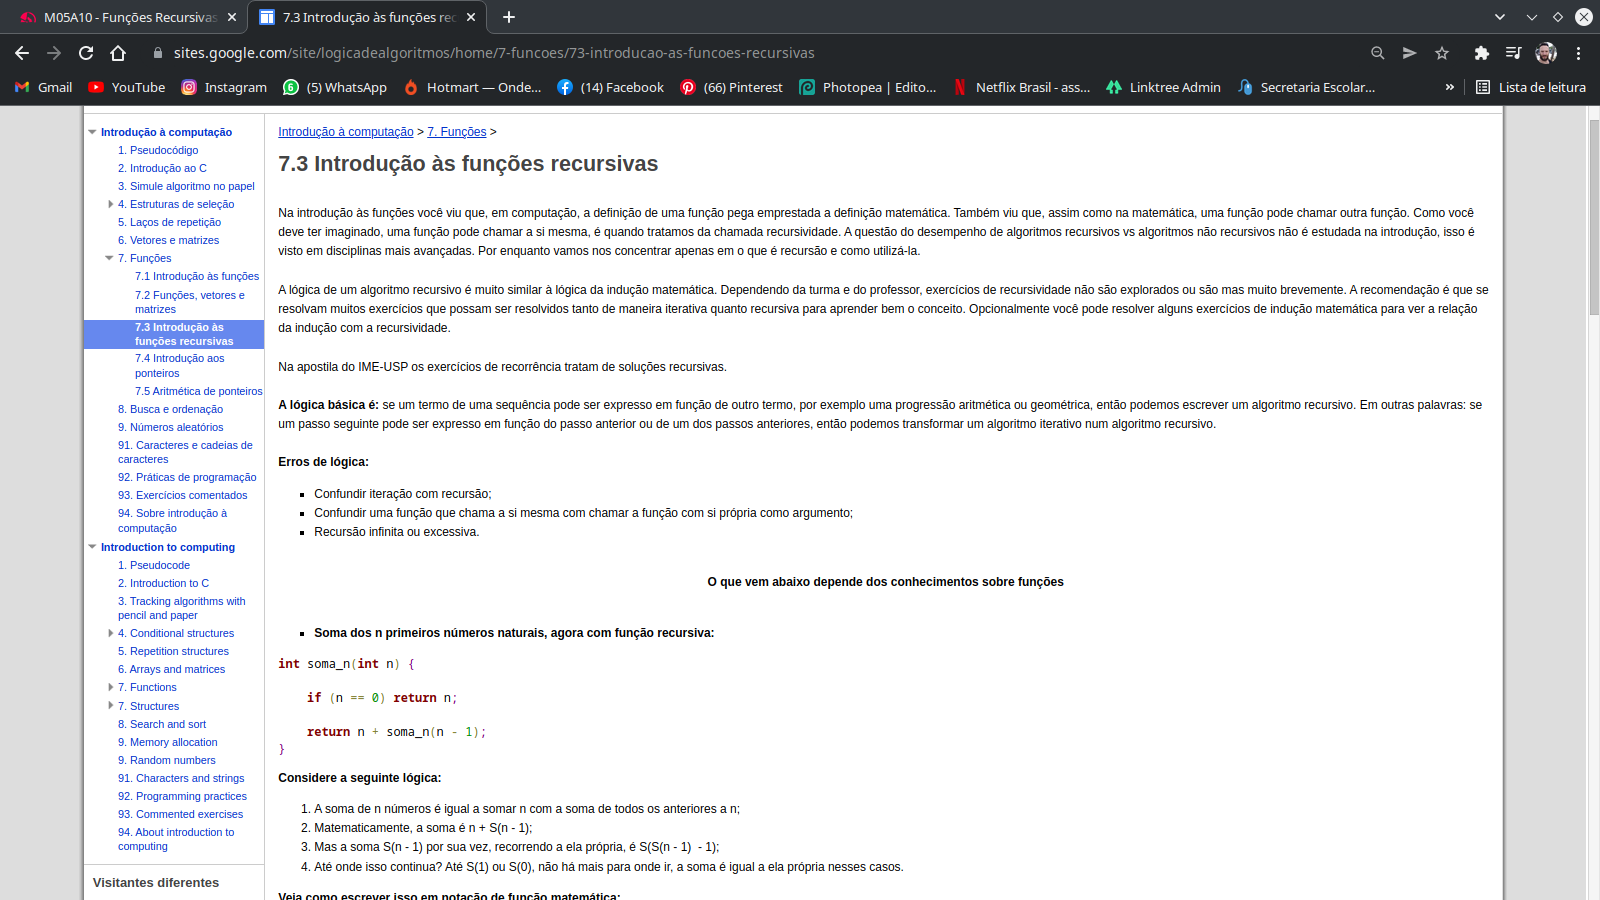 M05A10 - Funções Recursivas
7.3 Introdução às funções rec
sites.google.com/site/logicadealgoritmos/home/7-funcoes/73-introducao-as-funcoes-recursivas
Gmail
YouTube
Instagram
6
(5) WhatsApp
Hotmart — Onde...
(14) Facebook
(66) Pinterest
Photopea | Edito...
Netflix Brasil - ass...
Linktree Admin
Secretaria Escolar...
»
Lista de leitura
Introdução à computação
1. Pseudocódigo
2. Introdução ao C
3. Simule algoritmo no papel
4. Estruturas de seleção
5. Laços de repetição
6. Vetores e matrizes
7. Funções
7.1 Introdução às funções
7.2 Funções, vetores e
matrizes
7.3 Introdução às
funções recursivas
7.4 Introdução aos
ponteiros
7.5 Aritmética de ponteiros
8. Busca e ordenação
9. Números aleatórios
91. Caracteres e cadeias de
caracteres
92. Práticas de programação
93. Exercícios comentados
94. Sobre introdução à
computação
Introduction to computing
1. Pseudocode
2. Introduction to C
3. Tracking algorithms with
pencil and paper
4. Conditional structures
5. Repetition structures
6. Arrays and matrices
7. Functions
7. Structures
8. Search and sort
9. Memory allocation
9. Random numbers
91. Characters and strings
92. Programming practices
93. Commented exercises
94. About introduction to
computing
Visitantes diferentes
Introdução à computação > 7. Funções >
7.3 Introdução às funções recursivas
Na introdução às funções você viu que, em computação, a definição de uma função pega emprestada a definição matemática. Também viu que, assim como na matemática, uma função pode chamar outra função. Como você
deve ter imaginado, uma função pode chamar a si mesma, é quando tratamos da chamada recursividade. A questão do desempenho de algoritmos recursivos vs algoritmos não recursivos não é estudada na introdução, isso é
visto em disciplinas mais avançadas. Por enquanto vamos nos concentrar apenas em o que é recursão e como utilizá-la.
A lógica de um algoritmo recursivo é muito similar à lógica da indução matemática. Dependendo da turma e do professor, exercícios de recursividade não são explorados ou são mas muito brevemente. A recomendação é que se
resolvam muitos exercícios que possam ser resolvidos tanto de maneira iterativa quanto recursiva para aprender bem o conceito. Opcionalmente você pode resolver alguns exercícios de indução matemática para ver a relação
da indução com a recursividade.
Na apostila do IME-USP os exercícios de recorrência tratam de soluções recursivas.
A lógica básica é: se um termo de uma sequência pode ser expresso em função de outro termo, por exemplo uma progressão aritmética ou geométrica, então podemos escrever um algoritmo recursivo. Em outras palavras: se
um passo seguinte pode ser expresso em função do passo anterior ou de um dos passos anteriores, então podemos transformar um algoritmo iterativo num algoritmo recursivo.
Erros de lógica:
Confundir iteração com recursão;
Confundir uma função que chama a si mesma com chamar a função com si própria como argumento;
Recursão infinita ou excessiva.
O que vem abaixo depende dos conhecimentos sobre funções
Soma dos n primeiros números naturais, agora com função recursiva:
int soma_n(int n) {
if (n == 0) return n;
return n + soma_n(n - 1);
}
Considere a seguinte lógica:
1. A soma de n números é igual a somar n com a soma de todos os anteriores a n;
2. Matematicamente, a soma é n + S(n - 1);
3. Mas a soma S(n - 1) por sua vez, recorrendo a ela própria, é S(S(n - 1)  - 1);
4. Até onde isso continua? Até S(1) ou S(0), não há mais para onde ir, a soma é igual a ela própria nesses casos.
Veja como escrever isso em notação de função matemática: